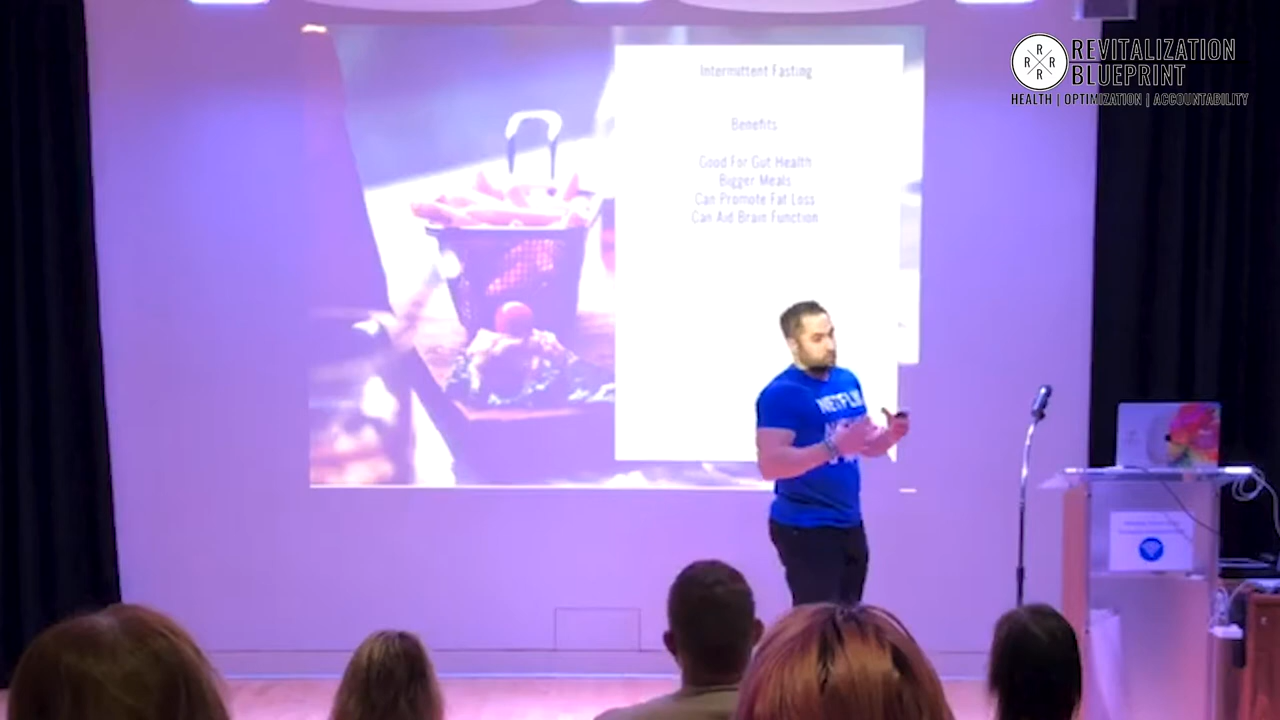 R
R R
R
REVITALIZATION
BLUEPRINT
HEALTH | OPTIMIZATION | ACCOUNTABILITY
Intermittent Fasting
Benefits
Good For Gut Health
Bigger Meals
Can Promote Fat Loss
Can Aid Brain Function
NETFLIX